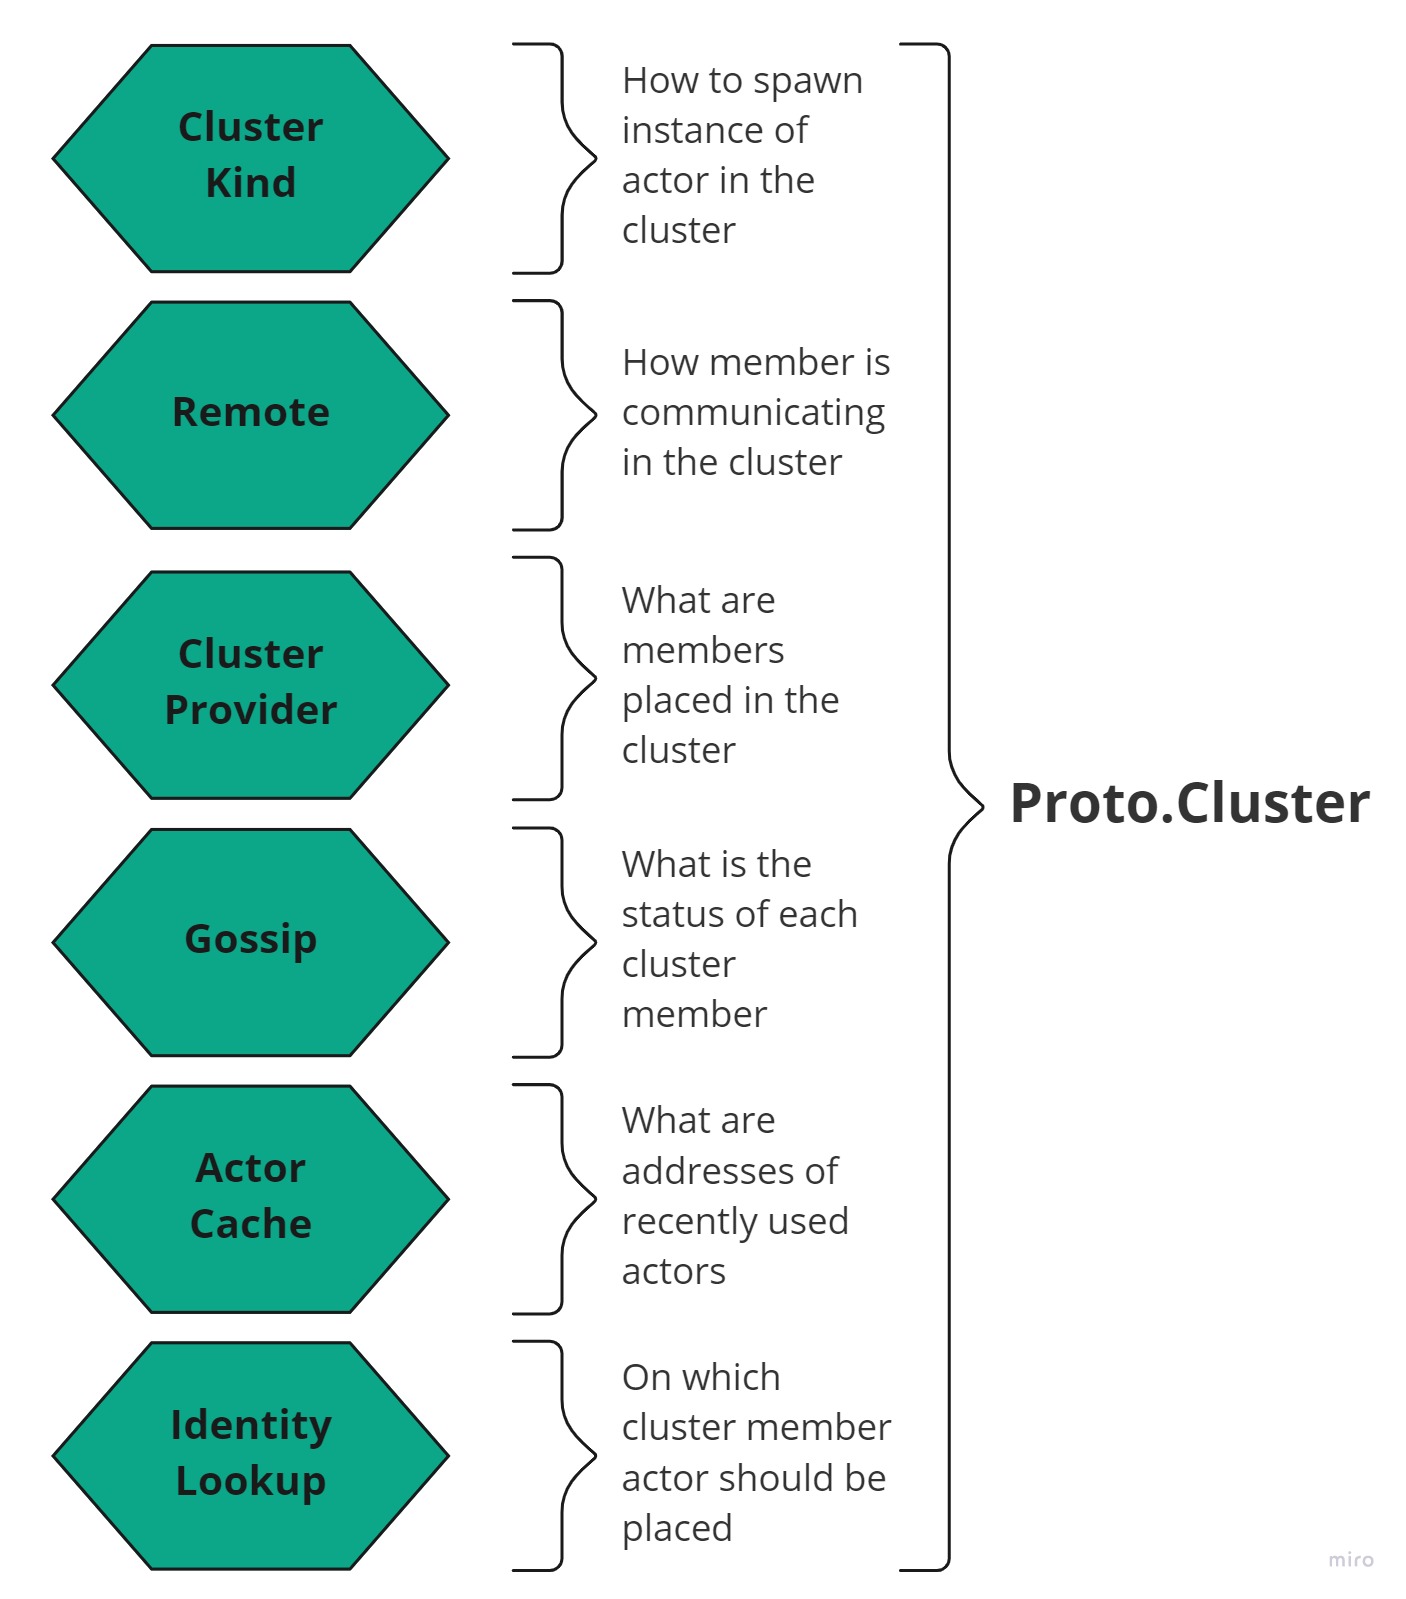 Cluster
Kind
How to spawn
instance of
actor in the
cluster
Remote
How member is
communicating
in the cluster
Cluster
Provider
What are
members
placed in the
cluster
Gossip
What is the
status of each
cluster
member
Actor
Cache
What are
addresses of
recently used
actors
Identity
Lookup
On which
cluster member
actor should be
placed
Proto.Cluster
miro